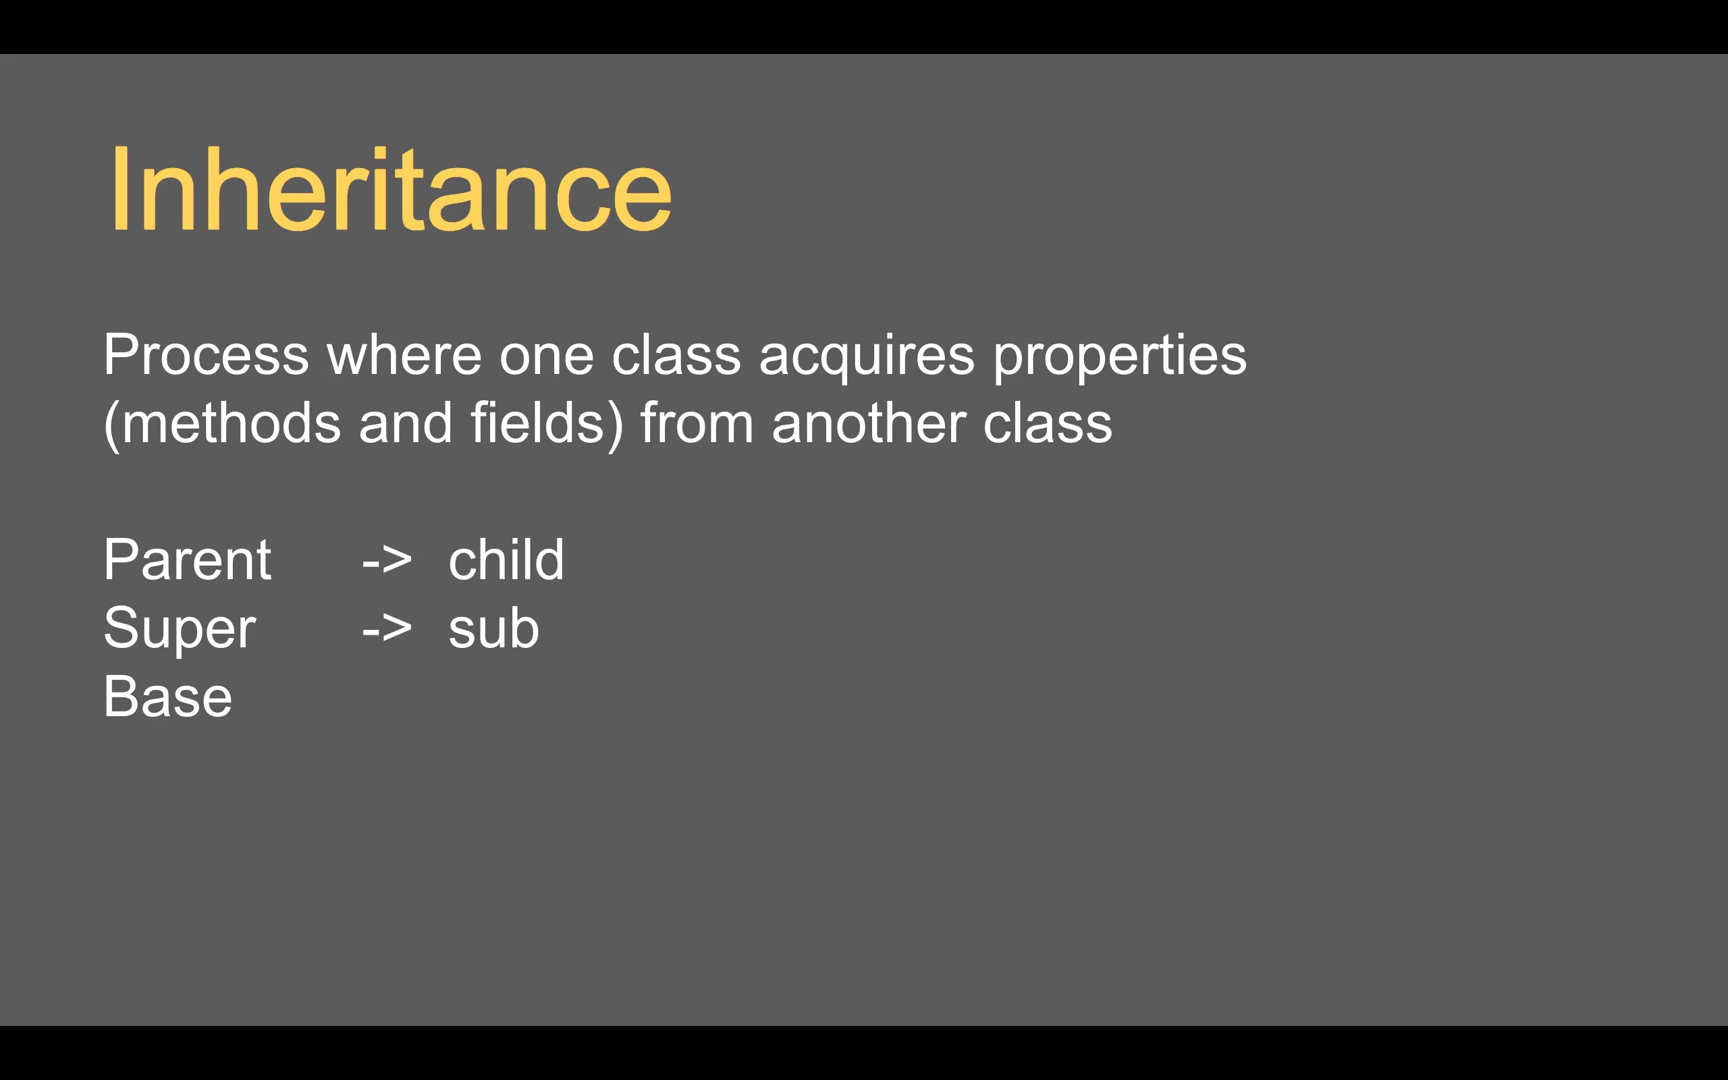 Inheritance
Process where one class acquires properties
(methods and fields) from another class
Parent -> child
Super -> sub
Base